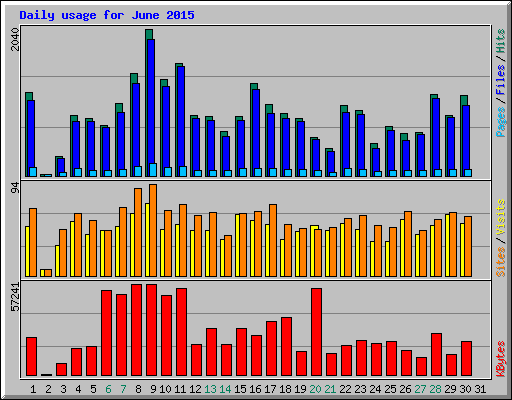 Daily usage for June 2015
2040
Pages / Files / Hits
94
Sites / Visits
57241
KBytes
1 2 3 4 5 6 7 8 9 10 11 12 13 14 15 16 17 18 19 20 21 22 23 24 25 26 27 28 29 30 31